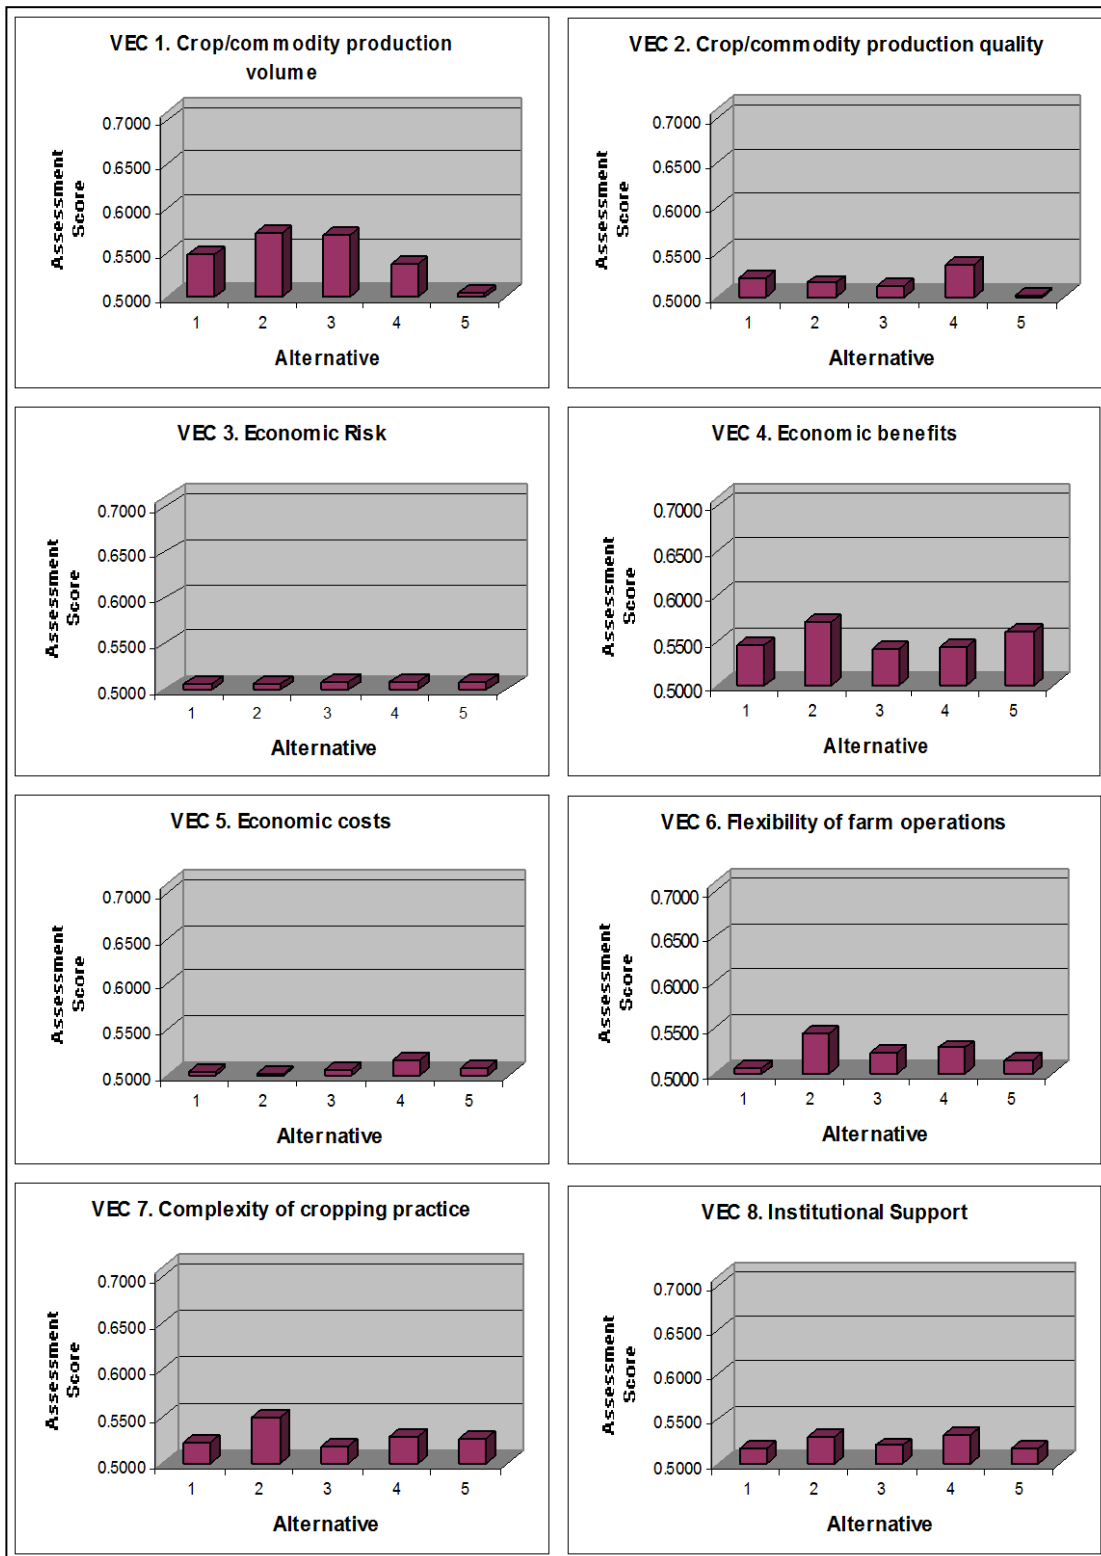 VEC 1. Crop/commodity production
volume
0.7000
0.6500
0.6000
0.5500
0.5000
Assessment
Score
1 2 3 4 5
Alternative
VEC 2. Crop/commodity production quality
0.7000
0.6500
0.6000
0.5500
0.5000
Assessment
Score
1 2 3 4 5
Alternative
VEC 3. Economic Risk
0.7000
0.6500
0.6000
0.5500
0.5000
Assessment
Score
1 2 3 4 5
Alternative
VEC 4. Economic benefits
0.7000
0.6500
0.6000
0.5500
0.5000
Assessment
Score
1 2 3 4 5
Alternative
VEC 5. Economic costs
0.7000
0.6500
0.6000
0.5500
0.5000
Assessment
Score
1 2 3 4 5
Alternative
VEC 6. Flexibility of farm operations
0.7000
0.6500
0.6000
0.5500
0.5000
Assessment
Score
1 2 3 4 5
Alternative
VEC 7. Complexity of cropping practice
0.7000
0.6500
0.6000
0.5500
0.5000
Assessment
Score
1 2 3 4 5
Alternative
VEC 8. Institutional Support
0.7000
0.6500
0.6000
0.5500
0.5000
Assessment
Score
1 2 3 4 5
Alternative